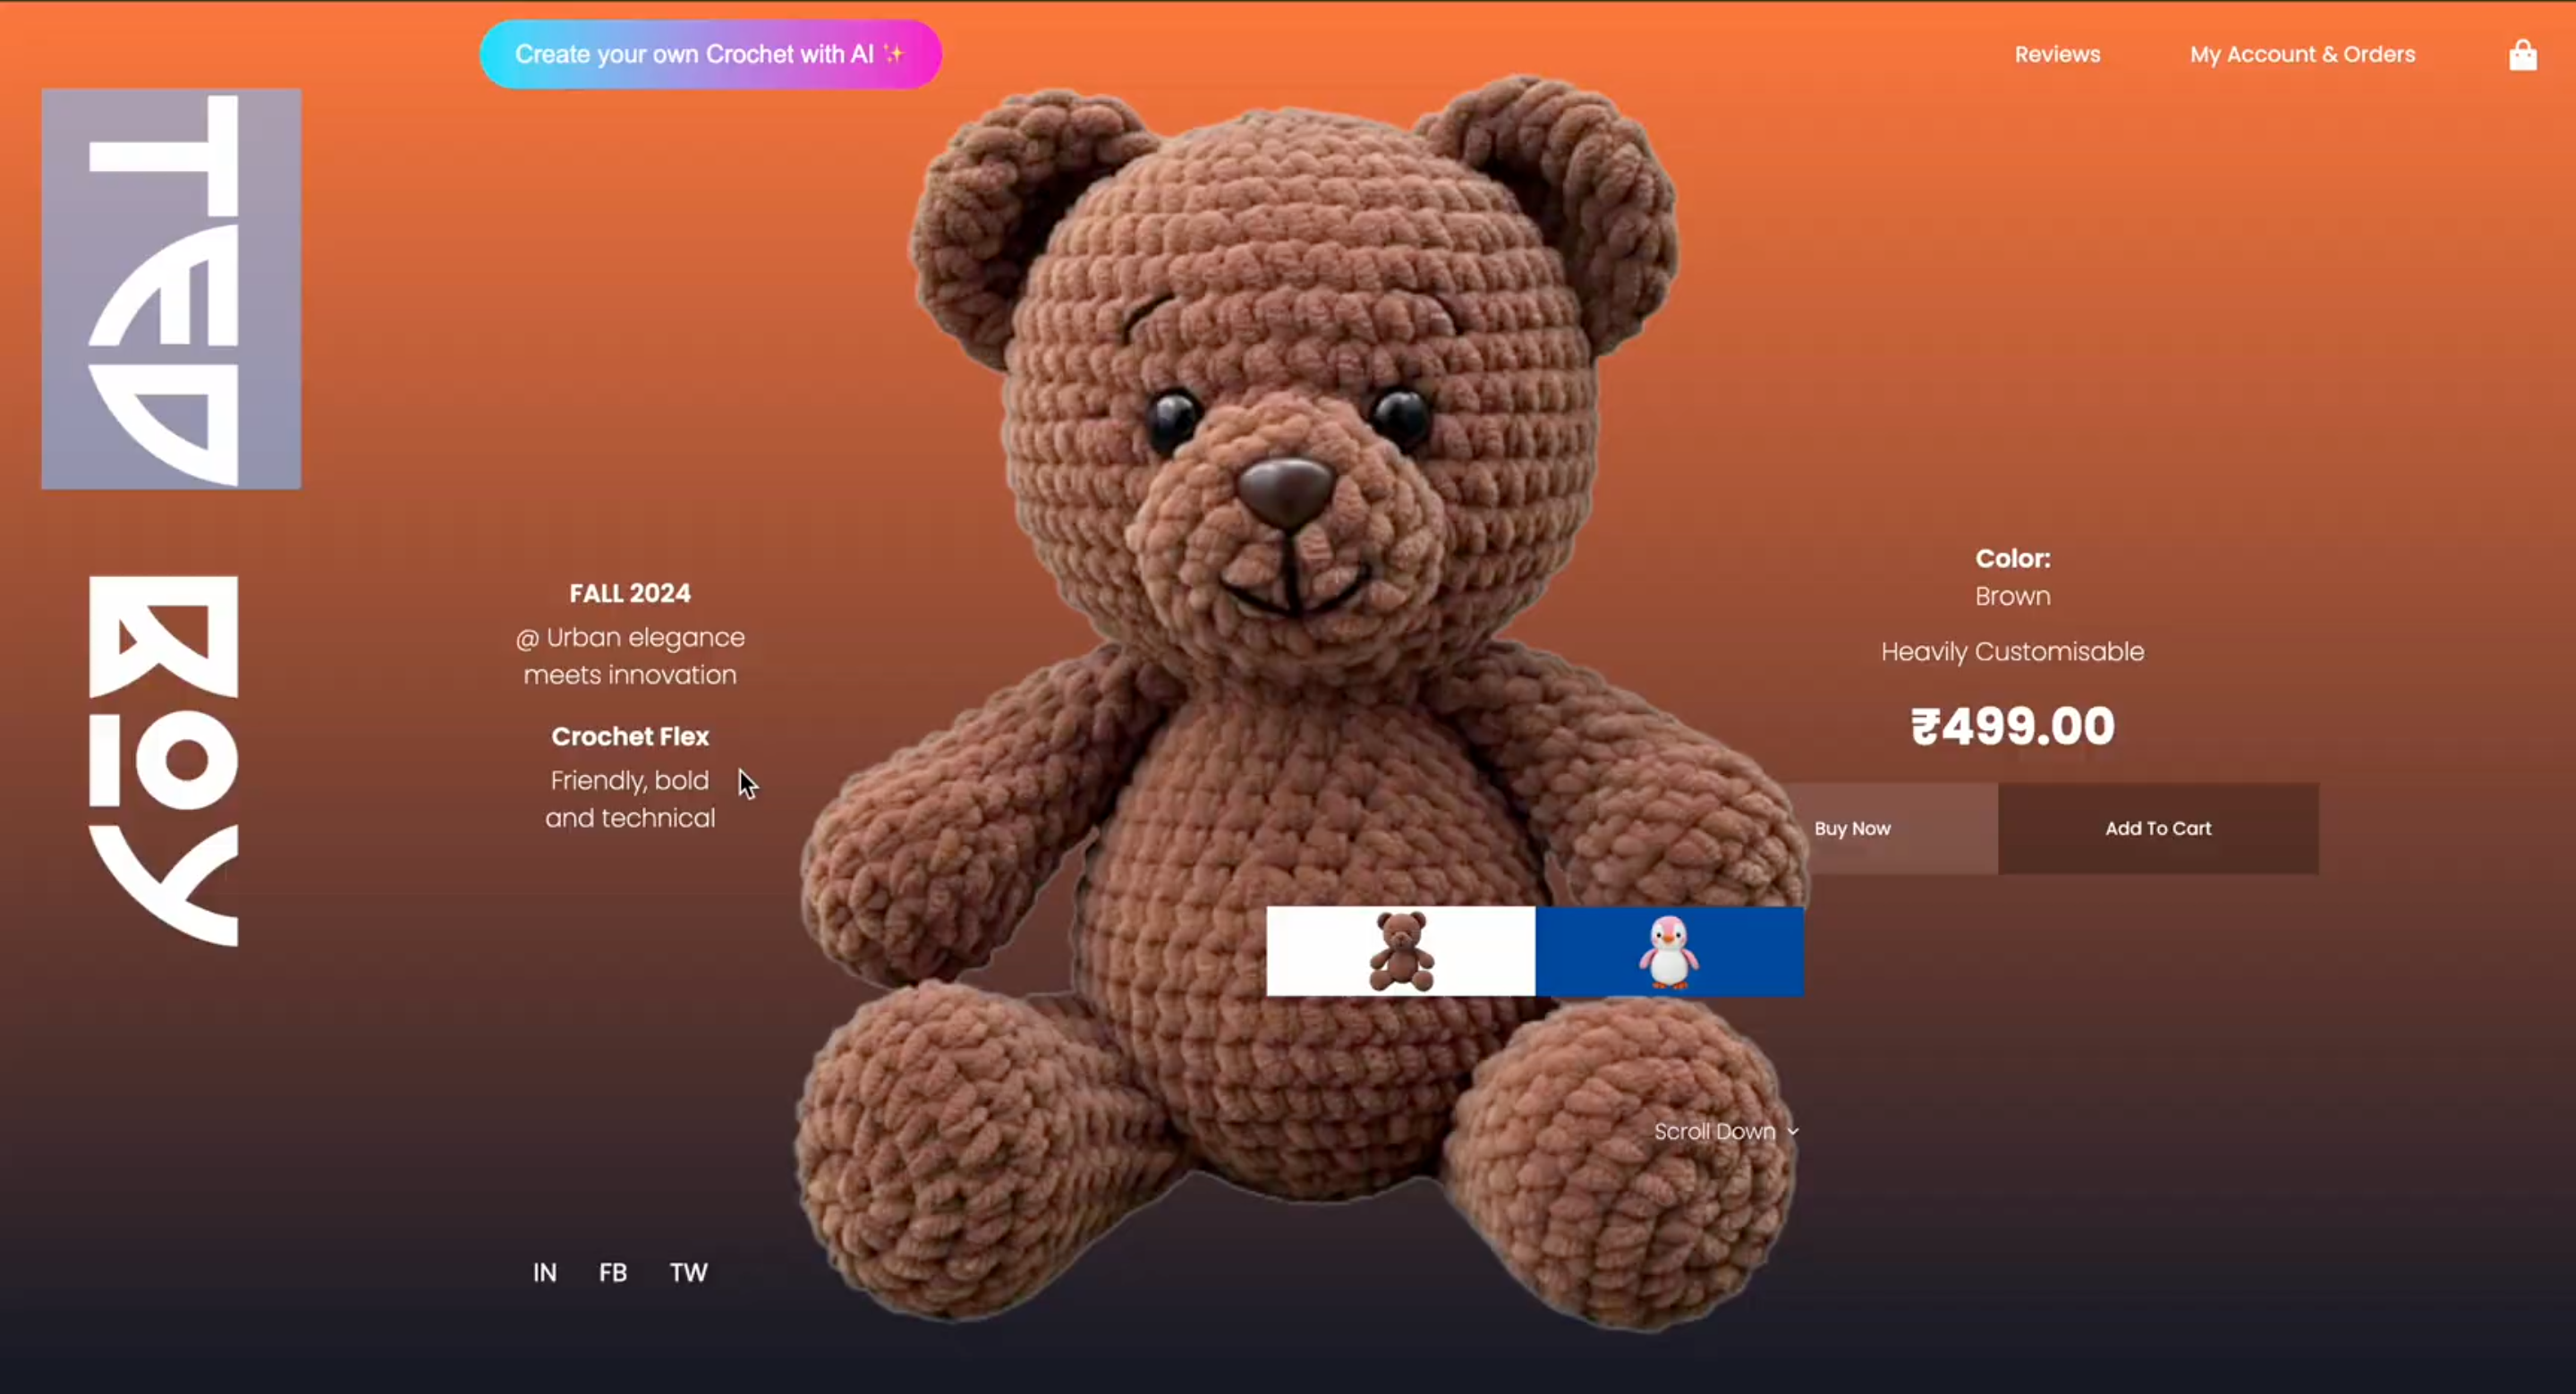 Create your own Crochet with AI ✨
Reviews
My Account & Orders
TED
ROY
FALL 2024
@ Urban elegance
meets innovation
Crochet Flex
Friendly, bold
and technical
Color:
Brown
Heavily Customisable
₹499.00
Buy Now
Add To Cart
Scroll Down
IN FB TW